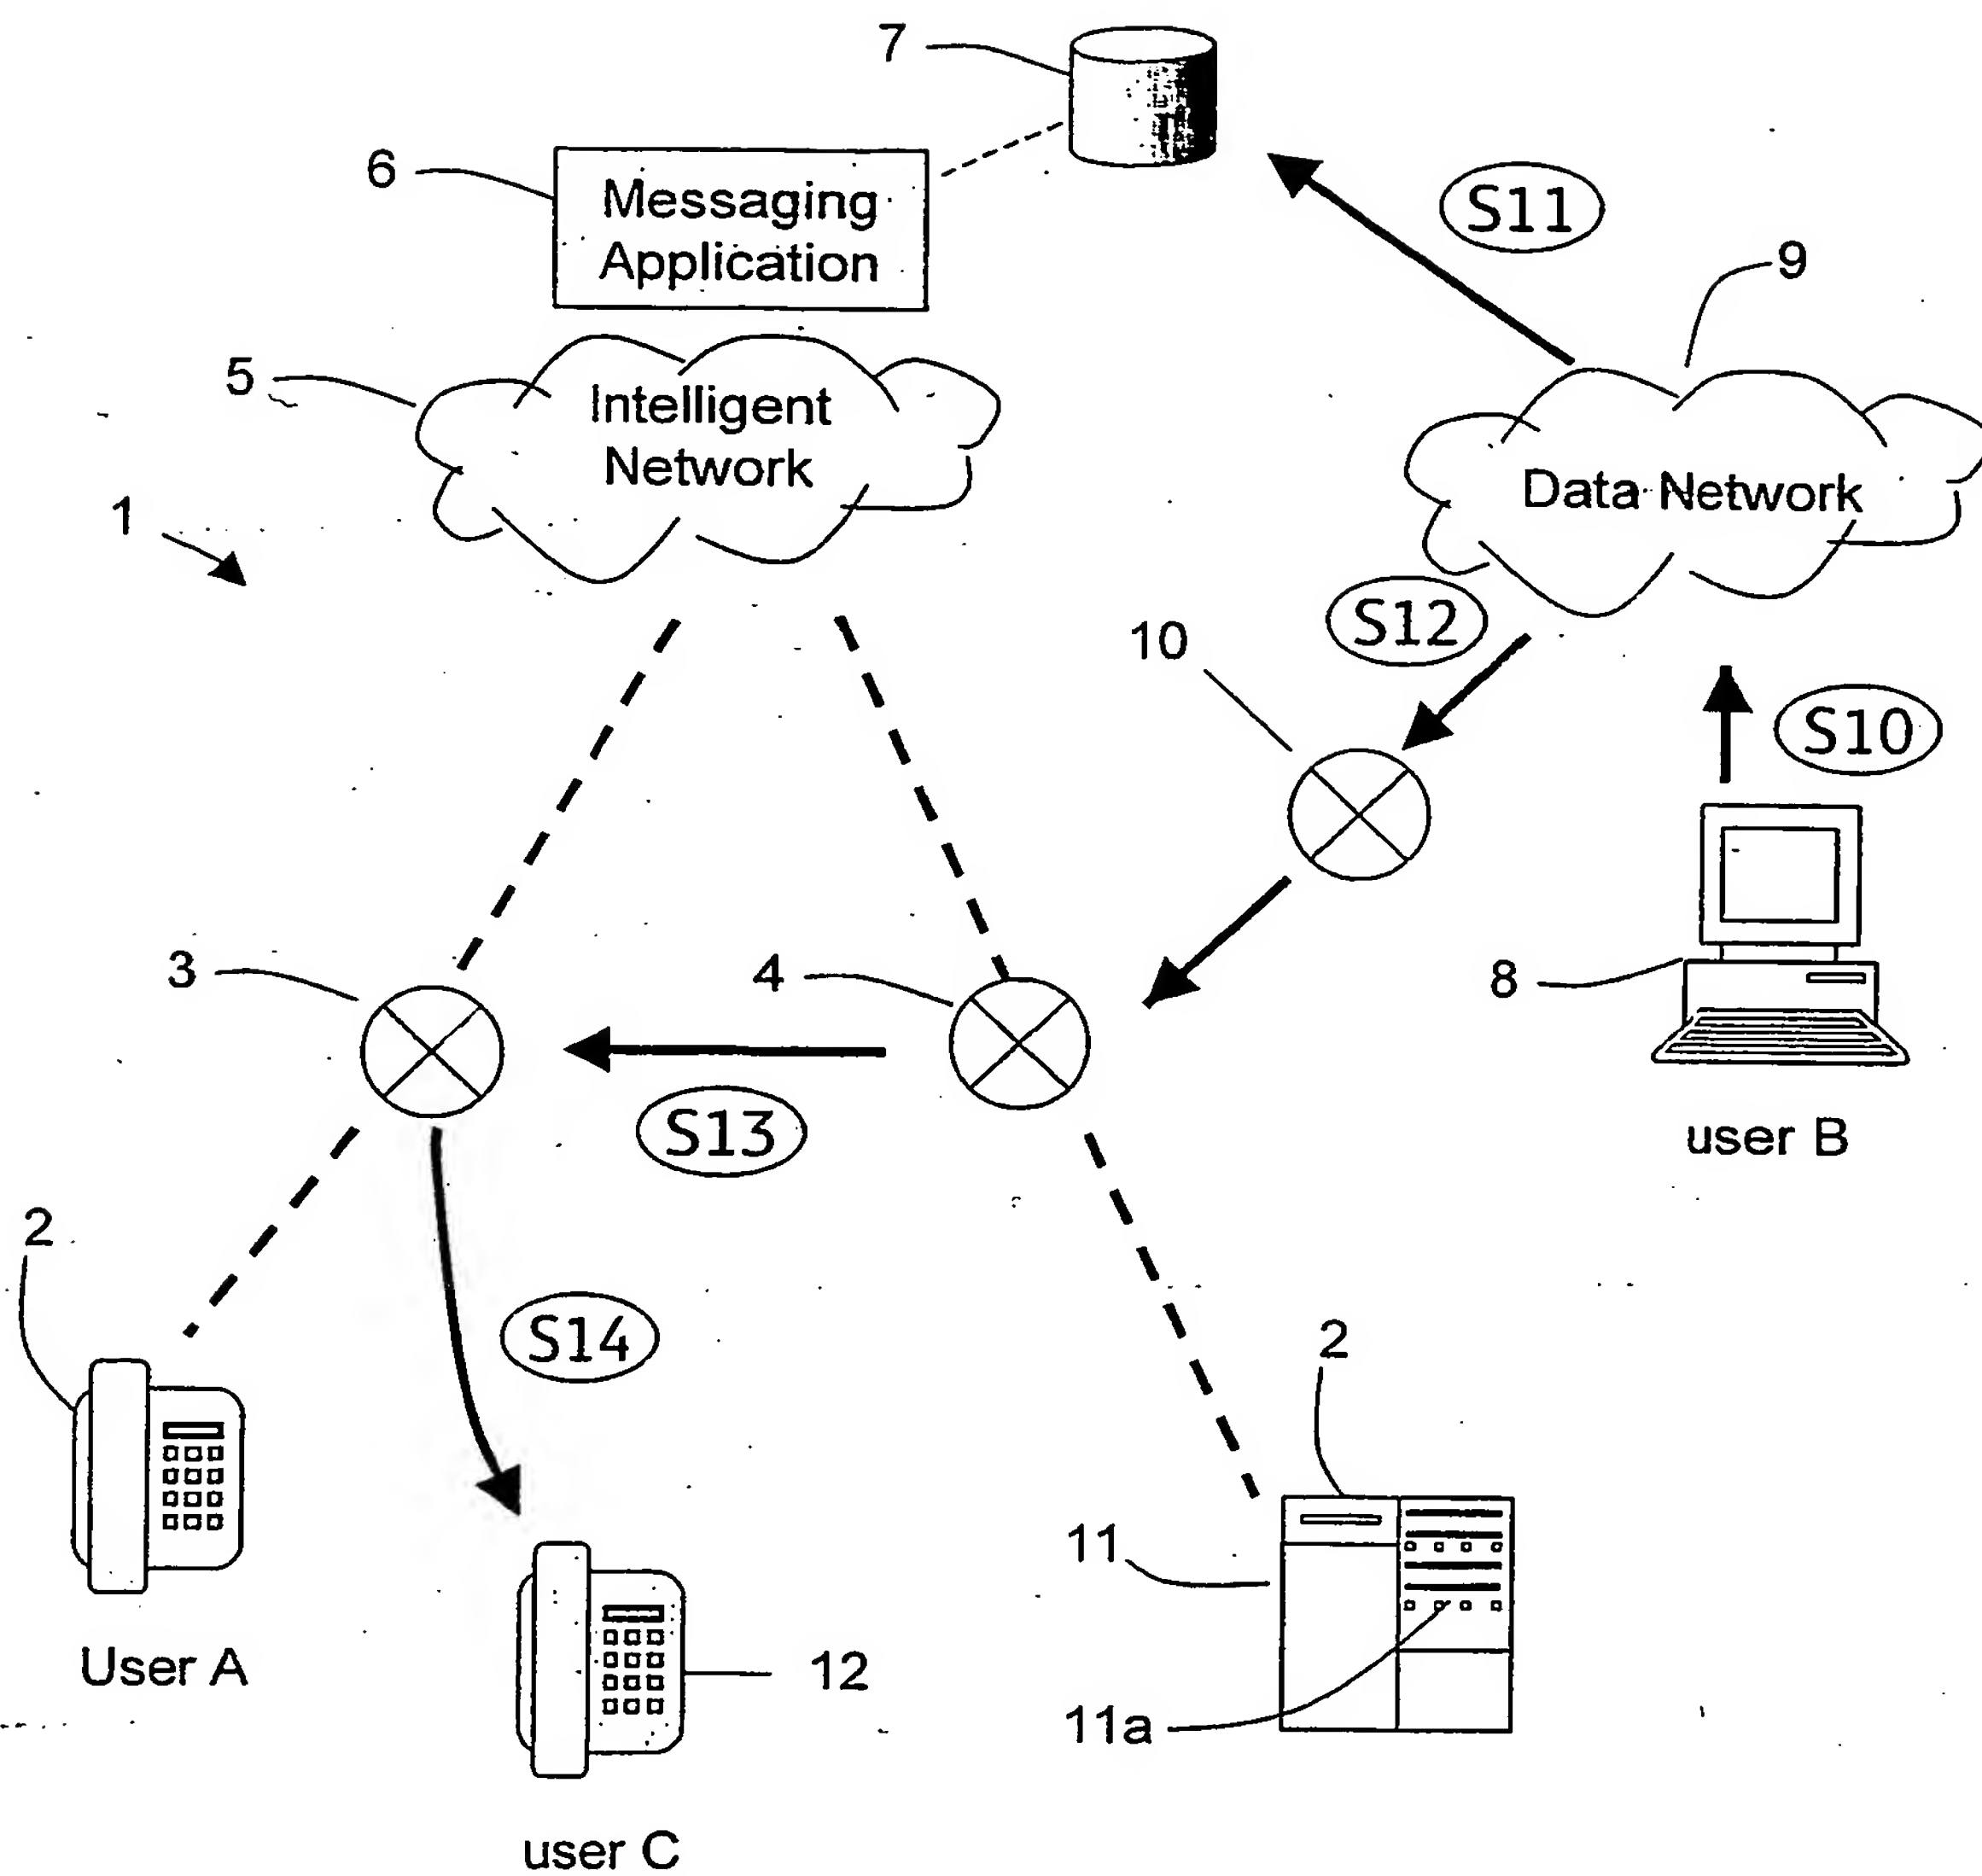 7
6
Messaging
Application
S11
9
5
Intelligent
Network
Data Network
1
S12
10
S10
3
4
8
S13
user B
2
S14
2
11
User A
12
11a
user C